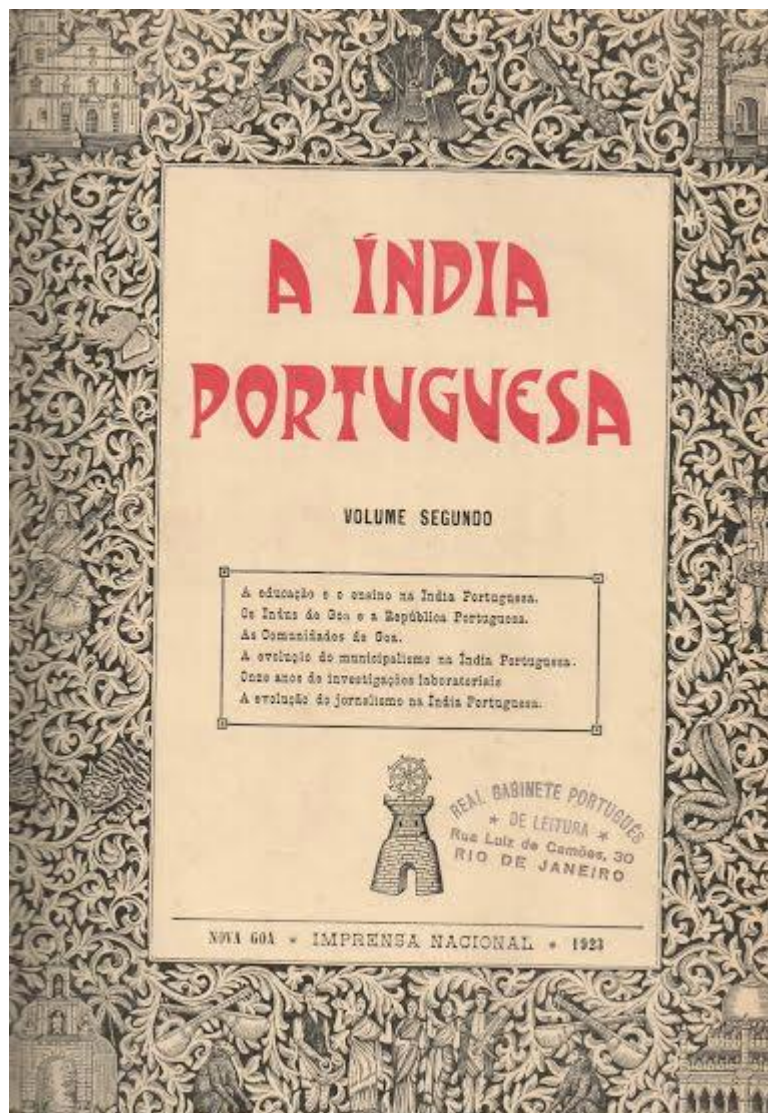 A ÍNDIA
PORTUGUESA
VOLUME SEGUNDO
A educação e o ensino na Índia Portuguesa.
Os Indus de Goa e a República Portuguesa.
As Comunidades de Goa.
A evolução do municipalismo na Índia Portuguesa.
Onze anos de investigações laboratoriais
A evolução do jornalismo na Índia Portuguesa.
REAL GABINETE PORTUGUÊS
* DE LEITURA *
Rua Luiz de Camões, 30
RIO DE JANEIRO
NOVA GOA * IMPRENSA NACIONAL * 1923